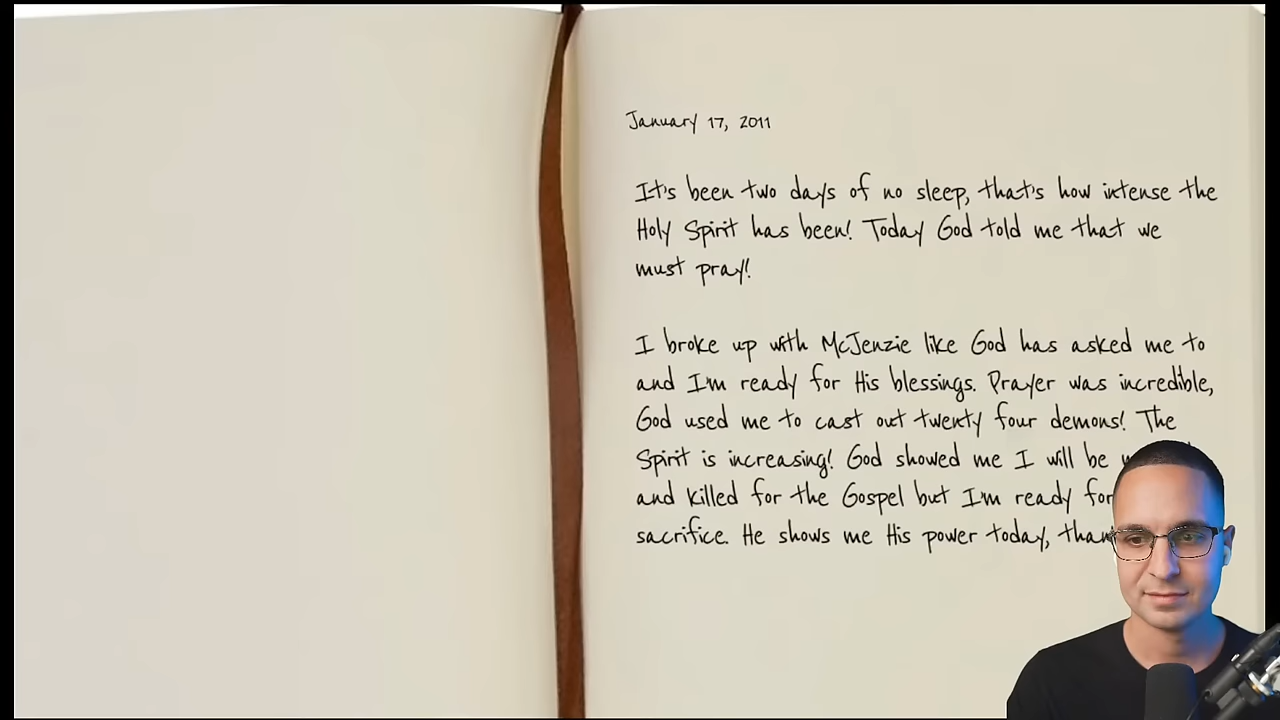 January 17, 2011
It's been two days of no sleep, that's how intense the
Holy Spirit has been! Today God told me that we
must pray!
I broke up with McJenzie like God has asked me to
and I'm ready for His blessings. Prayer was incredible,
God used me to cast out twenty four demons! The
Spirit is increasing! God showed me I will be
and killed for the Gospel but I'm ready for
sacrifice. He shows me His power today,